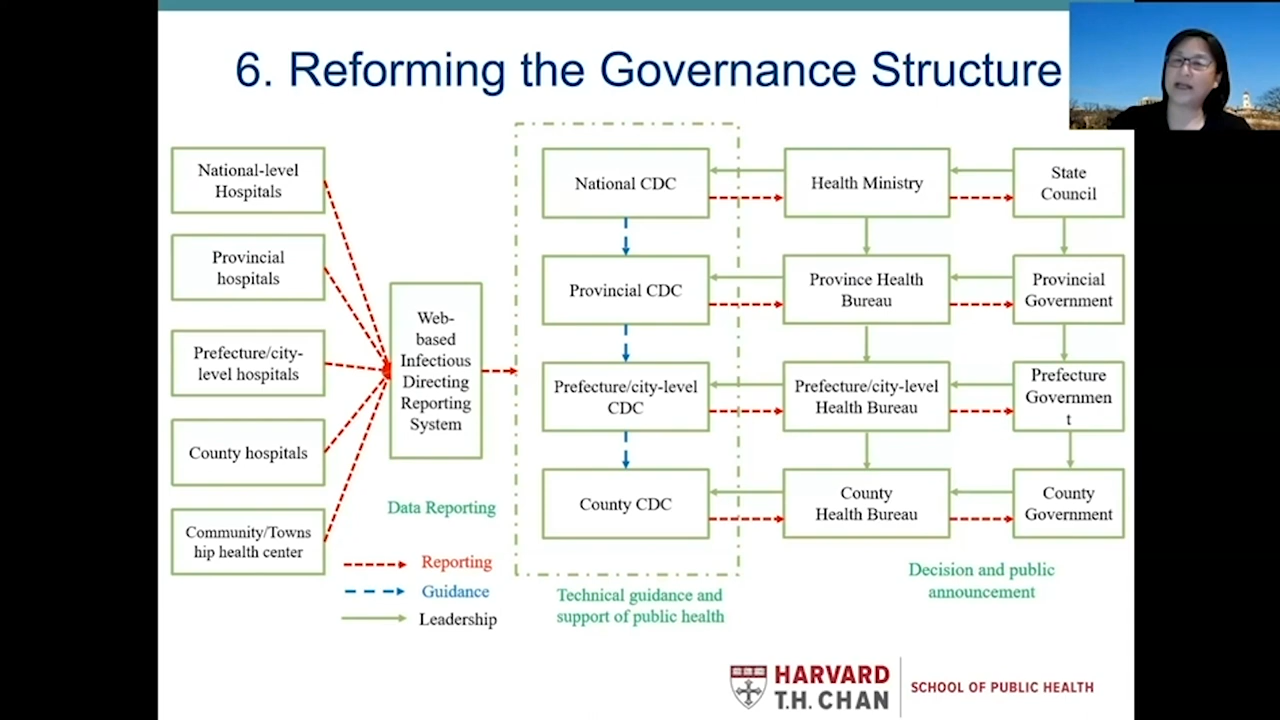 6. Reforming the Governance Structure
National-level
Hospitals
Provincial
hospitals
Prefecture/city-
level hospitals
County hospitals
Community/Towns
hip health center
Web-
based
Infectious
Directing
Reporting
System
Data Reporting
Reporting
Guidance
Leadership
National CDC
Provincial CDC
Prefecture/city-level
CDC
County CDC
Technical guidance and
support of public health
Health Ministry
Province Health
Bureau
Prefecture/city-level
Health Bureau
County
Health Bureau
State
Council
Provincial
Government
Prefecture
Governmen
t
County
Government
Decision and public
announcement
HARVARD
T.H. CHAN
SCHOOL OF PUBLIC HEALTH